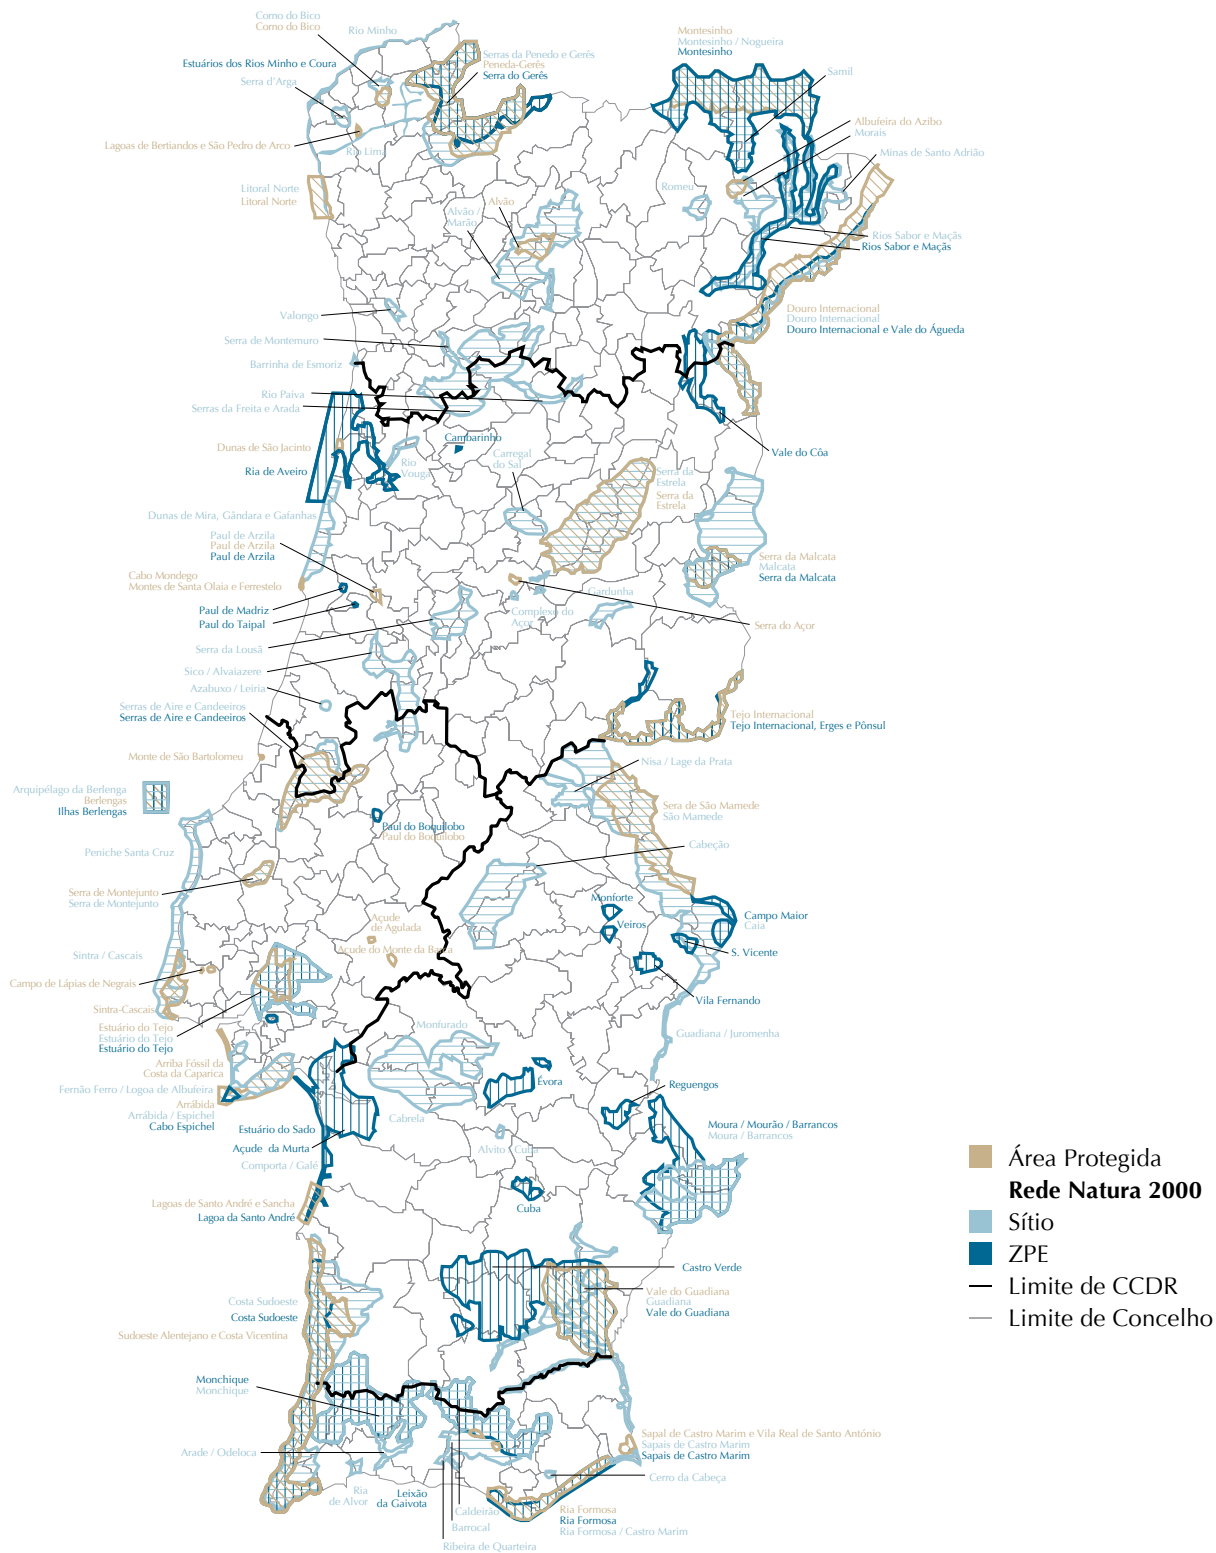 Corno do Bico
Corno do Bico
Rio Minho
Estuários dos Rios Minho e Coura
Serra d'Arga
Serras da Penedo e Gerês
Peneda-Gerês
Serra do Gerês
Montesinho
Montesinho / Nogueira
Montesinho
Samil
Lagoas de Bertiandos e São Pedro de Arco
Rio Lima
Albufeira do Azibo
Morais
Minas de Santo Adrião
Litoral Norte
Litoral Norte
Alvão /
Marão
Alvão
Romeu
Rios Sabor e Maçãs
Rios Sabor e Maçãs
Valongo
Serra de Montemuro
Barrinha de Esmoriz
Douro Internacional
Douro Internacional
Douro Internacional e Vale do Águeda
Rio Paiva
Serras da Freita e Arada
Dunas de São Jacinto
Ria de Aveiro
Cambarinho
Rio
Vouga
Carregal
do Sal
Vale do Côa
Serra da
Estrela
Serra da
Estrela
Dunas de Mira, Gândara e Gafanhas
Paul de Arzila
Paul de Arzila
Paul de Arzila
Cabo Mondego
Montes de Santa Olaia e Ferrestelo
Paul de Madriz
Paul do Taipal
Serra da Malcata
Malcata
Serra da Malcata
Gardunha
Complexo do
Açor
Serra do Açor
Serra da Lousã
Sico / Alvaiazere
Azabuxo / Leiria
Serras de Aire e Candeeiros
Serras de Aire e Candeeiros
Tejo Internacional
Tejo Internacional, Erges e Pônsul
Monte de São Bartolomeu
Nisa / Lage da Prata
Arquipélago da Berlenga
Berlengas
Ilhas Berlengas
Sera de São Mamede
São Mamede
Paul do Boquilobo
Paul do Boquilobo
Peniche Santa Cruz
Cabeção
Serra de Montejunto
Serra de Montejunto
Monforte
Veiros
Campo Maior
Caia
Açude
de Agulada
Açude do Monte da Barca
S. Vicente
Sintra / Cascais
Campo de Lápias de Negrais
Vila Fernando
Sintra-Cascais
Estuário do Tejo
Estuário do Tejo
Estuário do Tejo
Monfurado
Guadiana / Juromenha
Arriba Fóssil da
Costa da Caparica
Fernão Ferro / Logoa de Albufeira
Arrábida
Arrábida / Espichel
Cabo Espichel
Évora
Reguengos
Cabrela
Estuário do Sado
Açude da Murta
Comporta / Galé
Alvito / Cuba
Moura / Mourão / Barrancos
Moura / Barrancos
Lagoas de Santo André e Sancha
Lagoa da Santo André
Cuba
Área Protegida
Rede Natura 2000
Sítio
ZPE
Limite de CCDR
Limite de Concelho
Castro Verde
Vale do Guadiana
Guadiana
Vale do Guadiana
Costa Sudoeste
Costa Sudoeste
Sudoeste Alentejano e Costa Vicentina
Monchique
Monchique
Arade / Odeloca
Sapal de Castro Marim e Vila Real de Santo António
Sapais de Castro Marim
Sapais de Castro Marim
Cerro da Cabeça
Ria
de Alvor
Leixão
da Gaivota
Caldeirão
Barrocal
Ribeira de Quarteira
Ria Formosa
Ria Formosa
Ria Formosa / Castro Marim